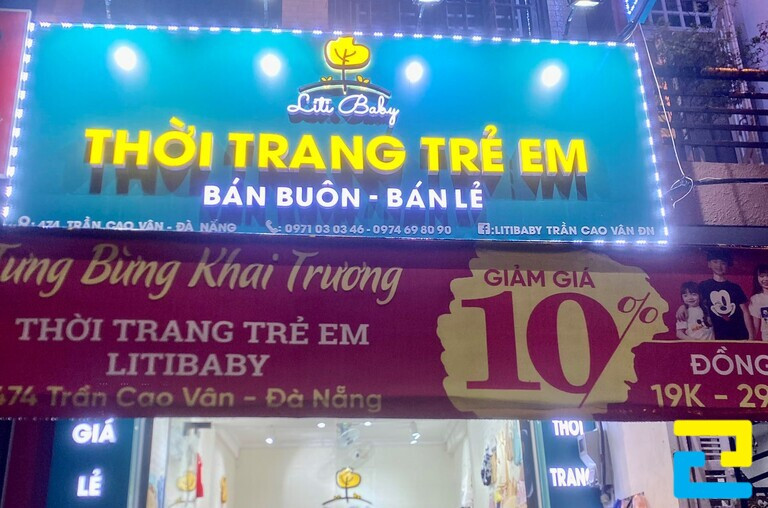 Liti Baby
THỜI TRANG TRẺ EM
BÁN BUÔN - BÁN LẺ
474 TRẦN CAO VÂN - ĐÀ NẴNG
: 0971 03 03 46 - 0974 69 80 90
:LITIBABY TRẦN CAO VÂN ĐN
Tưng Bừng Khai Trương
THỜI TRANG TRẺ EM
LITIBABY
474 Trần Cao Vân - Đà Nẵng
GIẢM GIÁ
10%
ĐỒNG
19K - 29
GIÁ
LẺ
THỜI
TRANG